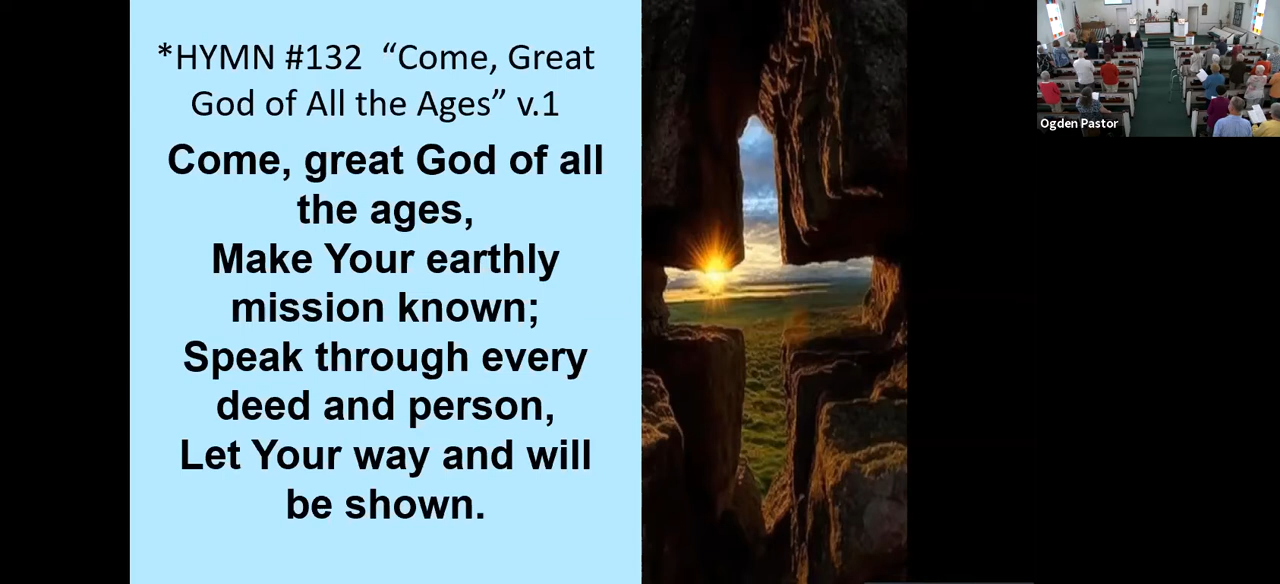 *HYMN #132 “Come, Great
God of All the Ages” v.1
Come, great God of all
the ages,
Make Your earthly
mission known;
Speak through every
deed and person,
Let Your way and will
be shown.
Ogden Pastor